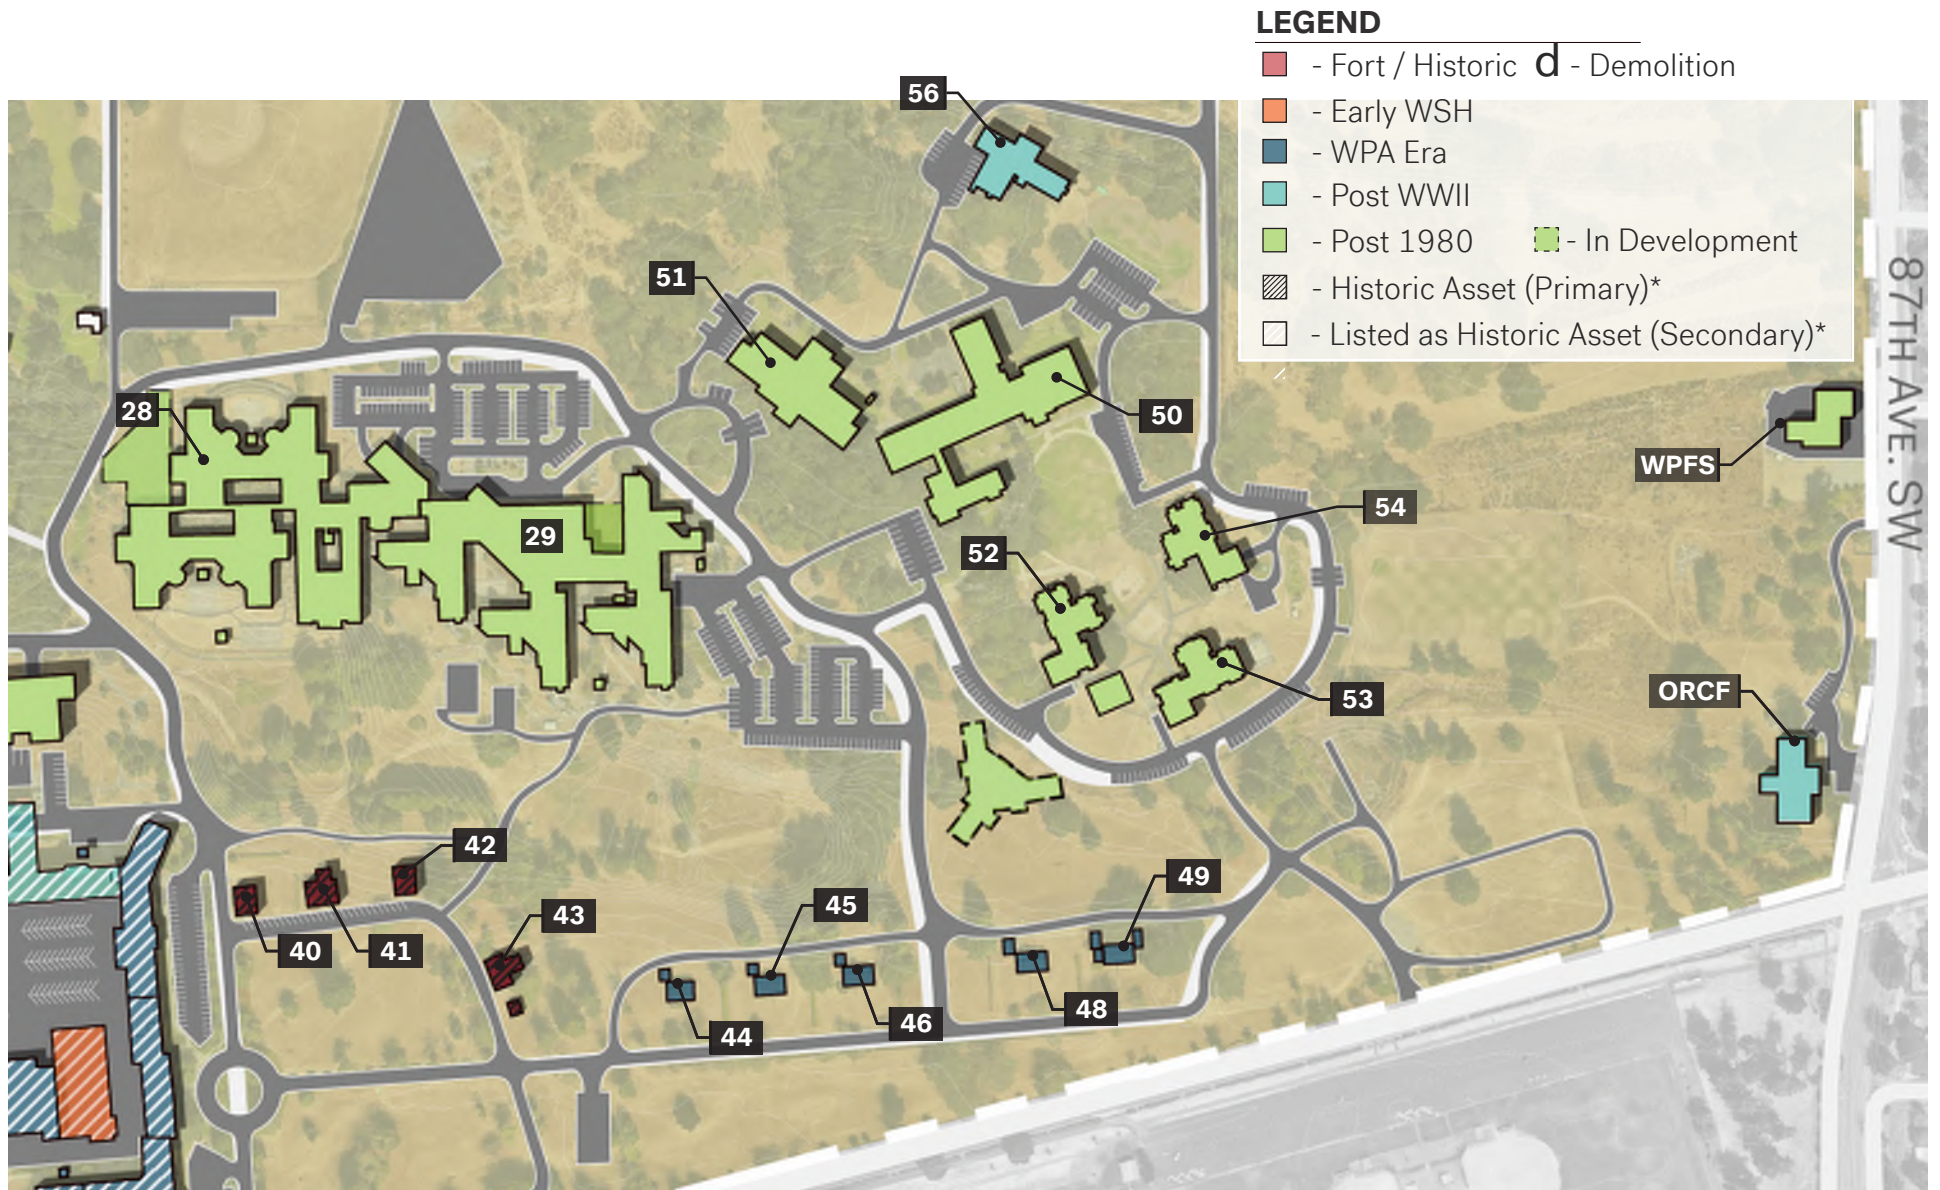 LEGEND
- Fort / Historic d - Demolition
- Early WSH
- WPA Era
- Post WWII
- Post 1980 - In Development
- Historic Asset (Primary)*
- Listed as Historic Asset (Secondary)*
56
51
28
50
29
54
52
53
WPFS
ORCF
87TH AVE. SW
42
40
41
43
45
49
44
46
48